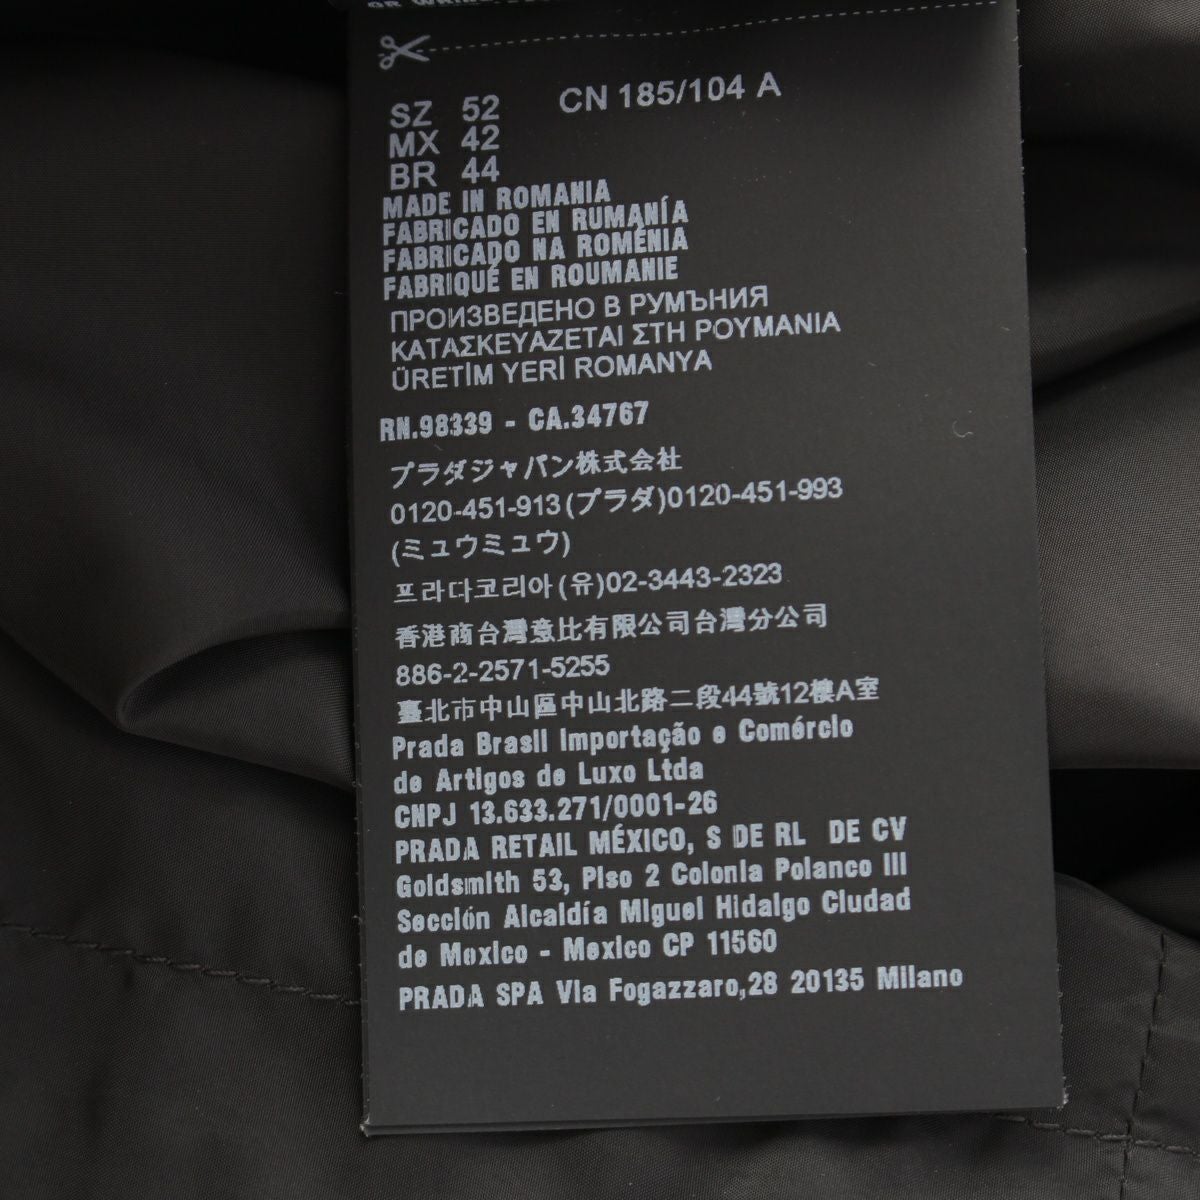 SZ 52 CN 185/104 A
MX 42
BR 44
MADE IN ROMANIA
FABRICADO EN RUMANÍA
FABRICADO NA ROMÉNIA
FABRIQUÉ EN ROUMANIE
ПРОИЗВЕДЕНО В РУМЪНИЯ
ΚΑΤΑΣΚΕΥΑΖΕΤΑΙ ΣΤΗ ΡΟΥΜΑΝΙΑ
ÜRETİM YERİ ROMANYA
RN.98339 - CA.34767
プラダジャパン株式会社
0120-451-913(プラダ)0120-451-993
(ミュウミュウ)
프라다코리아(유)02-3443-2323
香港商台灣意比有限公司台灣分公司
886-2-2571-5255
臺北市中山區中山北路二段44號12樓A室
Prada Brasil Importação e Comércio
de Artigos de Luxo Ltda
CNPJ 13.633.271/0001-26
PRADA RETAIL MÉXICO, S DE RL DE CV
Goldsmith 53, Piso 2 Colonia Polanco III
Sección Alcaldía Miguel Hidalgo Ciudad
de Mexico - Mexico CP 11560
PRADA SPA Via Fogazzaro,28 20135 Milano